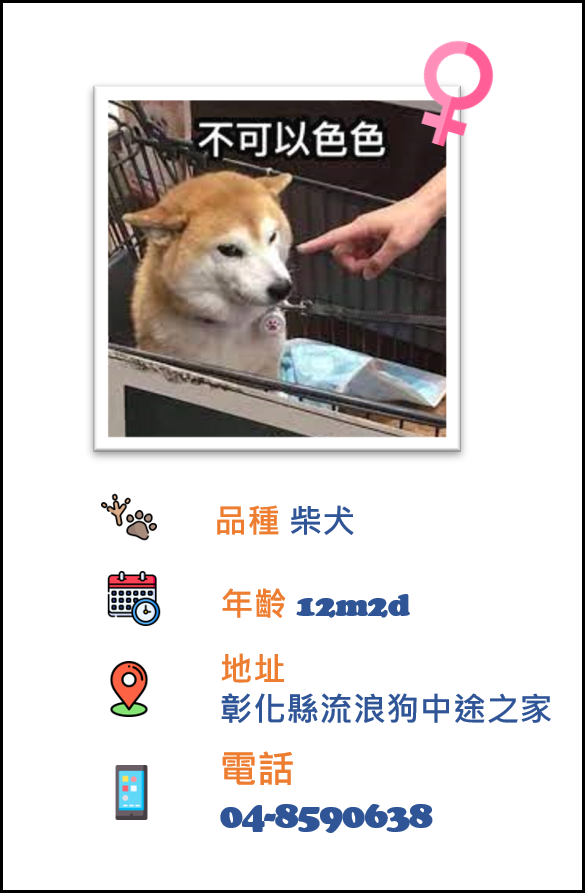 不可以色色
品種 柴犬
年齡 12m2d
地址
彰化縣流浪狗中途之家
電話
04-8590638